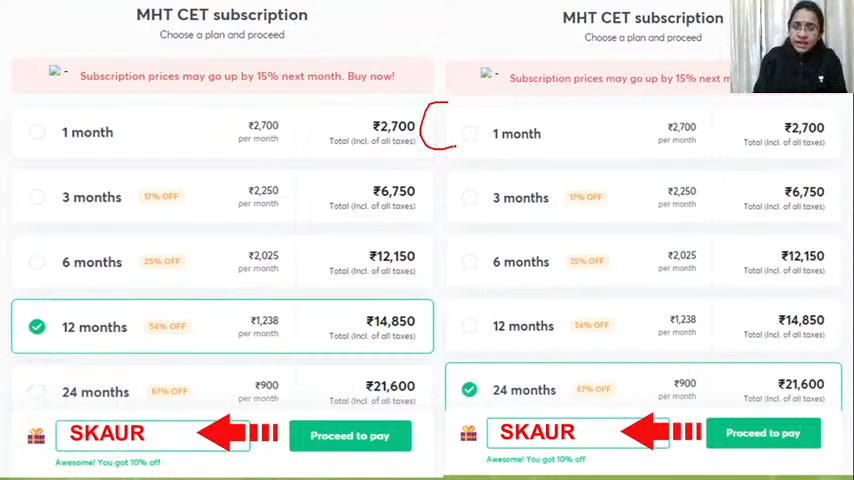 MHT CET subscription
Choose a plan and proceed
Subscription prices may go up by 15% next month. Buy now!
1 month ₹2,700 ₹2,700
per month Total (Incl. of all taxes)
3 months 17% OFF ₹2,250 ₹6,750
per month Total (Incl. of all taxes)
6 months 25% OFF ₹2,025 ₹12,150
per month Total (Incl. of all taxes)
12 months 54% OFF ₹1,238 ₹14,850
per month Total (Incl. of all taxes)
24 months 67% OFF ₹900 ₹21,600
per month Total (Incl. of all taxes)
SKAUR Proceed to pay
Awesome! You got 10% off
MHT CET subscription
Choose a plan and proceed
Subscription prices may go up by 15% next m
1 month ₹2,700 ₹2,700
per month Total (Incl. of all taxes)
3 months 17% OFF ₹2,250 ₹6,750
per month Total (Incl. of all taxes)
6 months 25% OFF ₹2,025 ₹12,150
per month Total (Incl. of all taxes)
12 months 54% OFF ₹1,238 ₹14,850
per month Total (Incl. of all taxes)
24 months 67% OFF ₹900 ₹21,600
per month Total (Incl. of all taxes)
SKAUR Proceed to pay
Awesome! You got 10% off